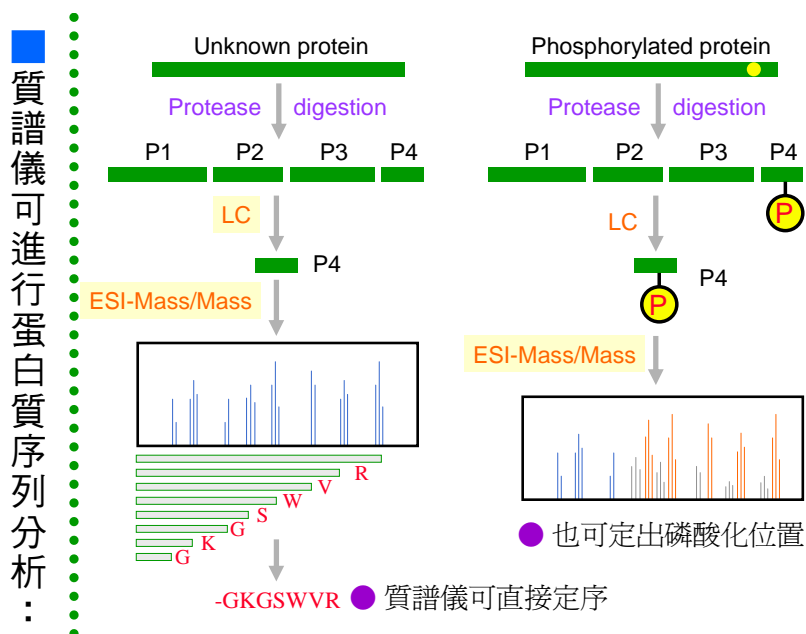 質譜儀可進行蛋白質序列分析：
Unknown protein
Protease digestion
P1 P2 P3 P4
LC
P4
ESI-Mass/Mass
R
V
W
S
G
K
G
-GKGSWVR
質譜儀可直接定序
Phosphorylated protein
Protease digestion
P1 P2 P3 P4
P
LC
P4
P
ESI-Mass/Mass
也可定出磷酸化位置